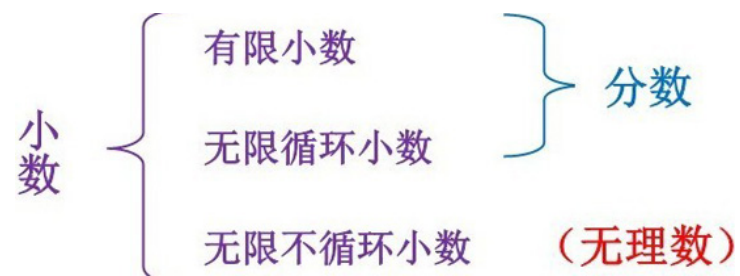 小数
有限小数
无限循环小数
分数
无限不循环小数 （无理数）